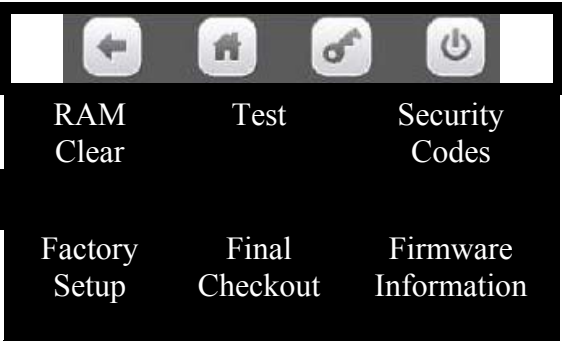 RAM Test Security
Clear Codes
Factory Final Firmware
Setup Checkout Information